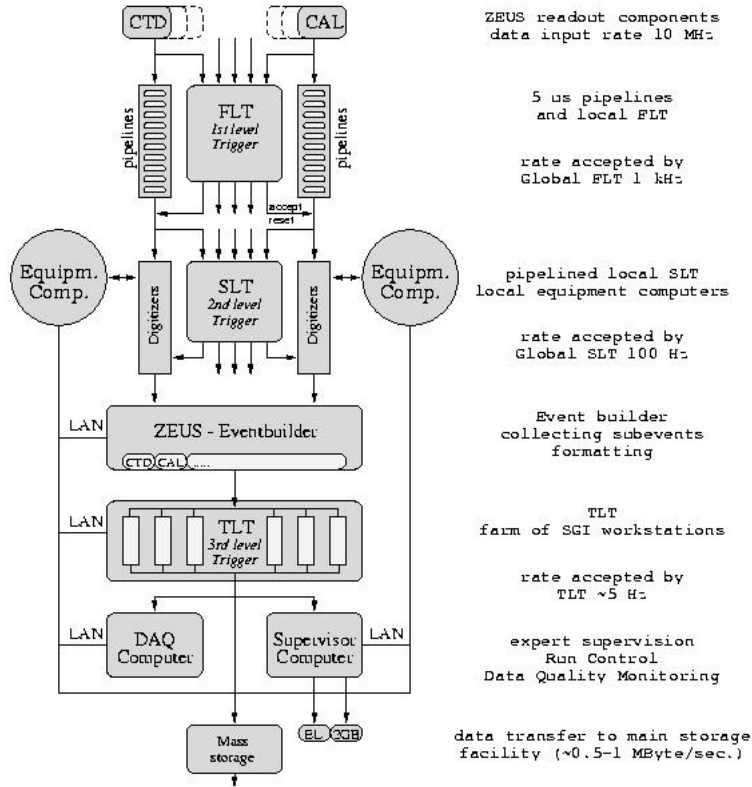 CTD
CAL
ZEUS readout components
data input rate 10 MHz
pipelines
FLT
1st level
Trigger
pipelines
5 us pipelines
and local FLT
rate accepted by
Global FLT 1 kHz
accept
reset
Equipm.
Comp.
Digitizers
SLT
2nd level
Trigger
Digitizers
Equipm.
Comp.
pipelined local SLT
local equipment computers
rate accepted by
Global SLT 100 Hz
LAN
ZEUS - Eventbuilder
CTD CAL .....
Event builder
collecting subevents
formatting
LAN
TLT
3rd level
Trigger
TLT
farm of SGI workstations
rate accepted by
TLT ~5 Hz
LAN
DAQ
Computer
Supervisor
Computer
LAN
expert supervision
Run Control
Data Quality Monitoring
Mass
storage
data transfer to main storage
facility (~0.5-1 MByte/sec.)